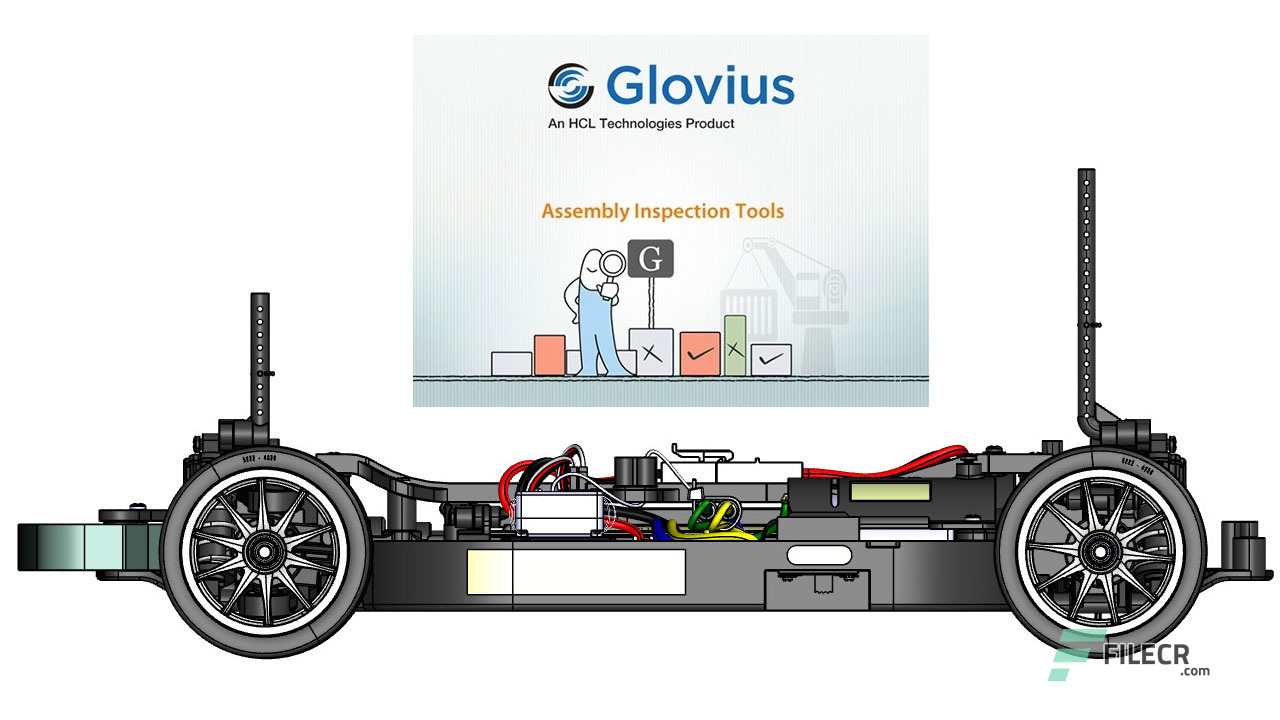 Glovius
An HCL Technologies Product
Assembly Inspection Tools
G
FILECR
.com